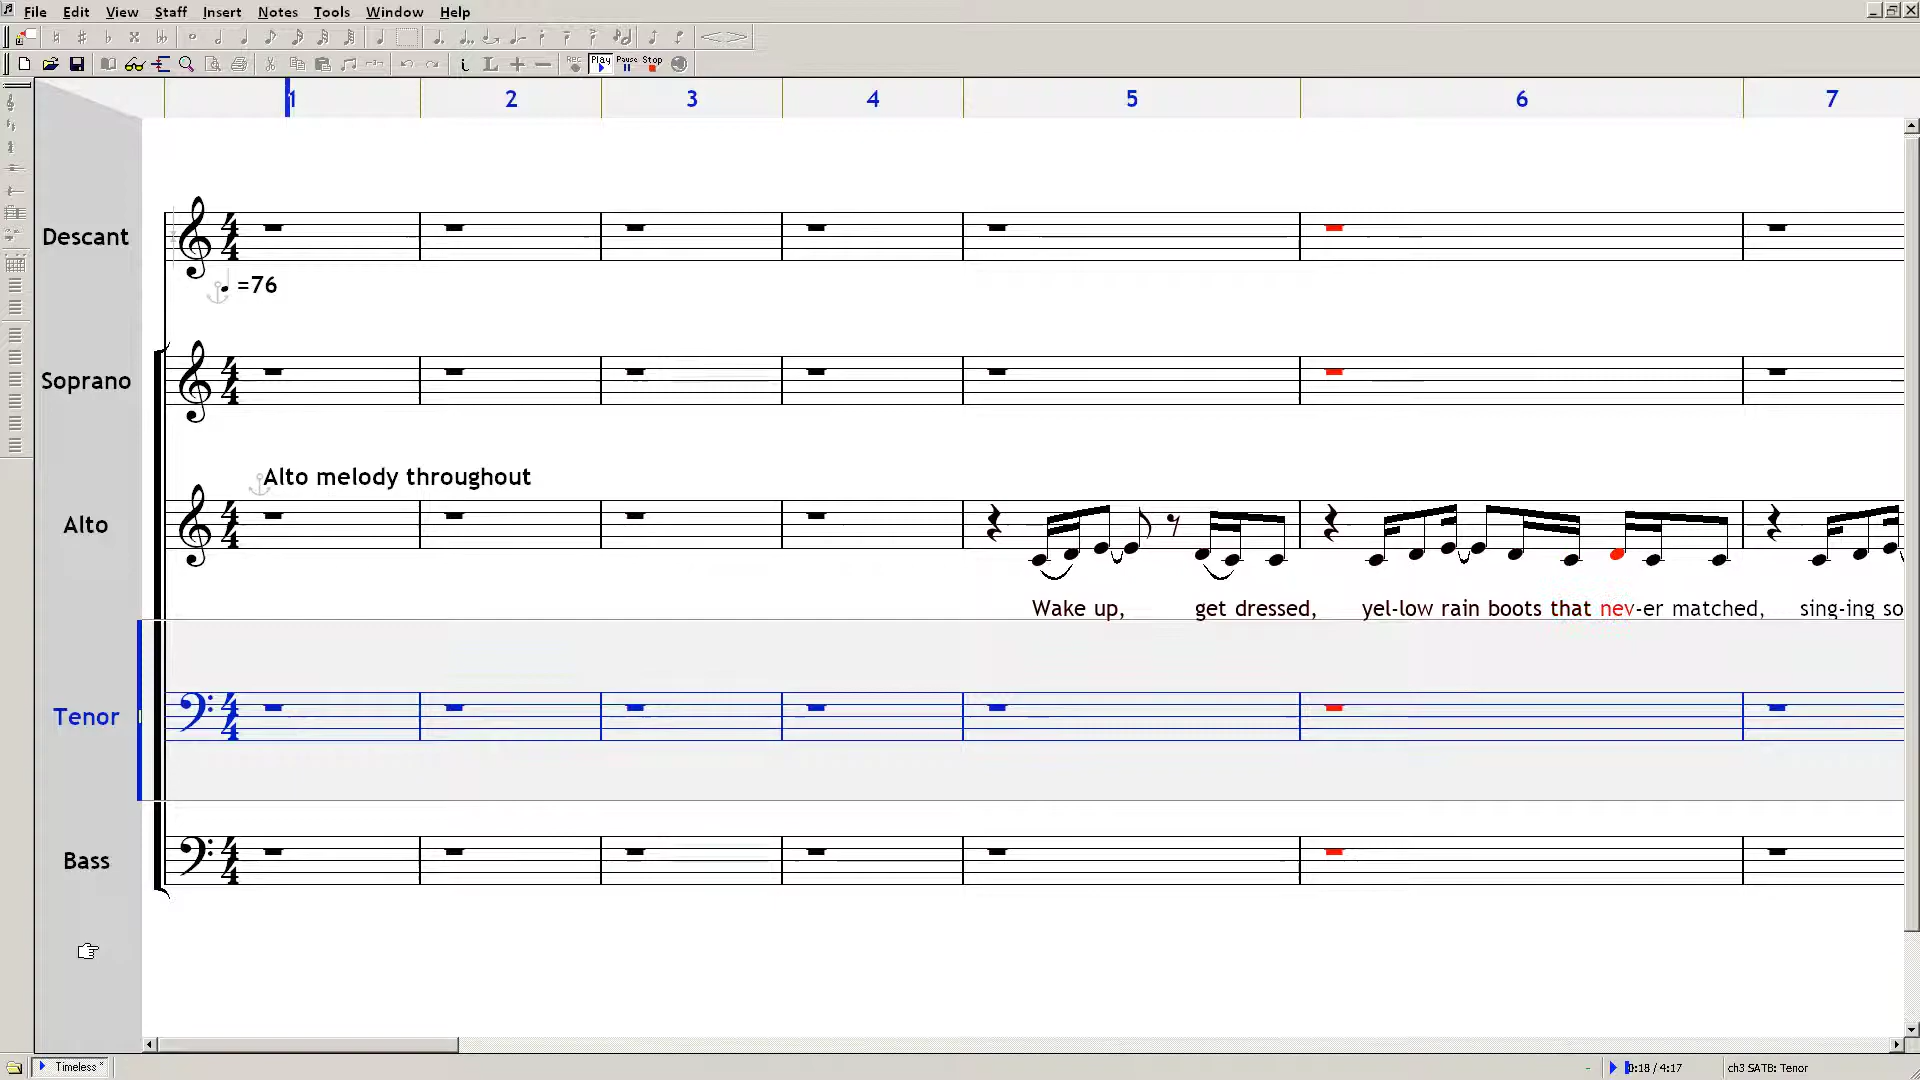 File Edit View Staff Insert Notes Tools Window Help
Rec Play Pause Stop
1 2 3 4 5 6 7
Descant
=76
Soprano
Alto melody throughout
Alto
Wake up, get dressed, yel-low rain boots that nev-er matched, sing-ing so
Tenor
Bass
Timeless* - 0:18 / 4:17 ch3 SATB: Tenor